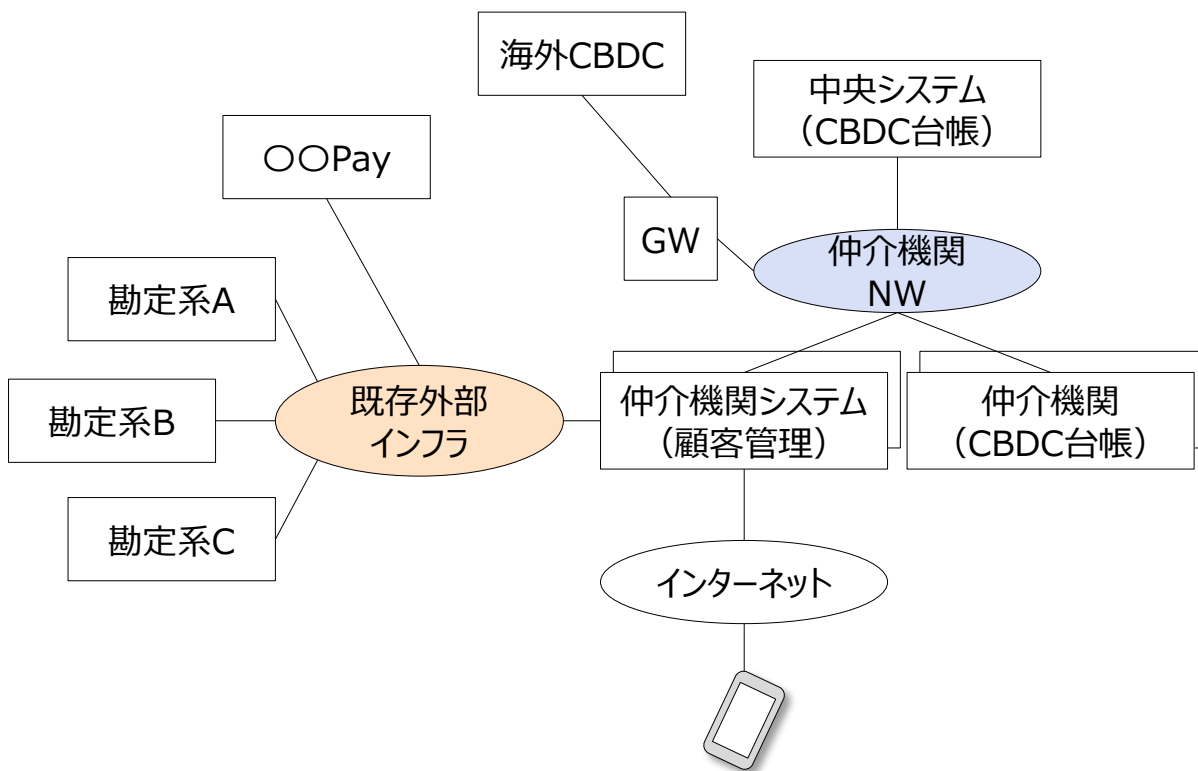 海外CBDC
中央システム
（CBDC台帳）
〇〇Pay
GW
仲介機関
NW
勘定系A
勘定系B
勘定系C
既存外部
インフラ
仲介機関システム
（顧客管理）
仲介機関
（CBDC台帳）
インターネット